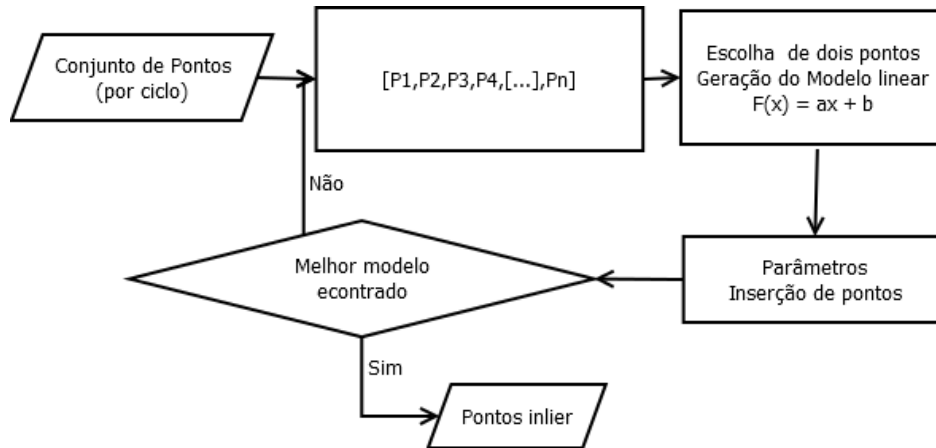 Conjunto de Pontos
(por ciclo)
[P1,P2,P3,P4,[...],Pn]
Escolha de dois pontos
Geração do Modelo linear
F(x) = ax + b
Não
Melhor modelo
econtrado
Parâmetros
Inserção de pontos
Sim
Pontos inlier